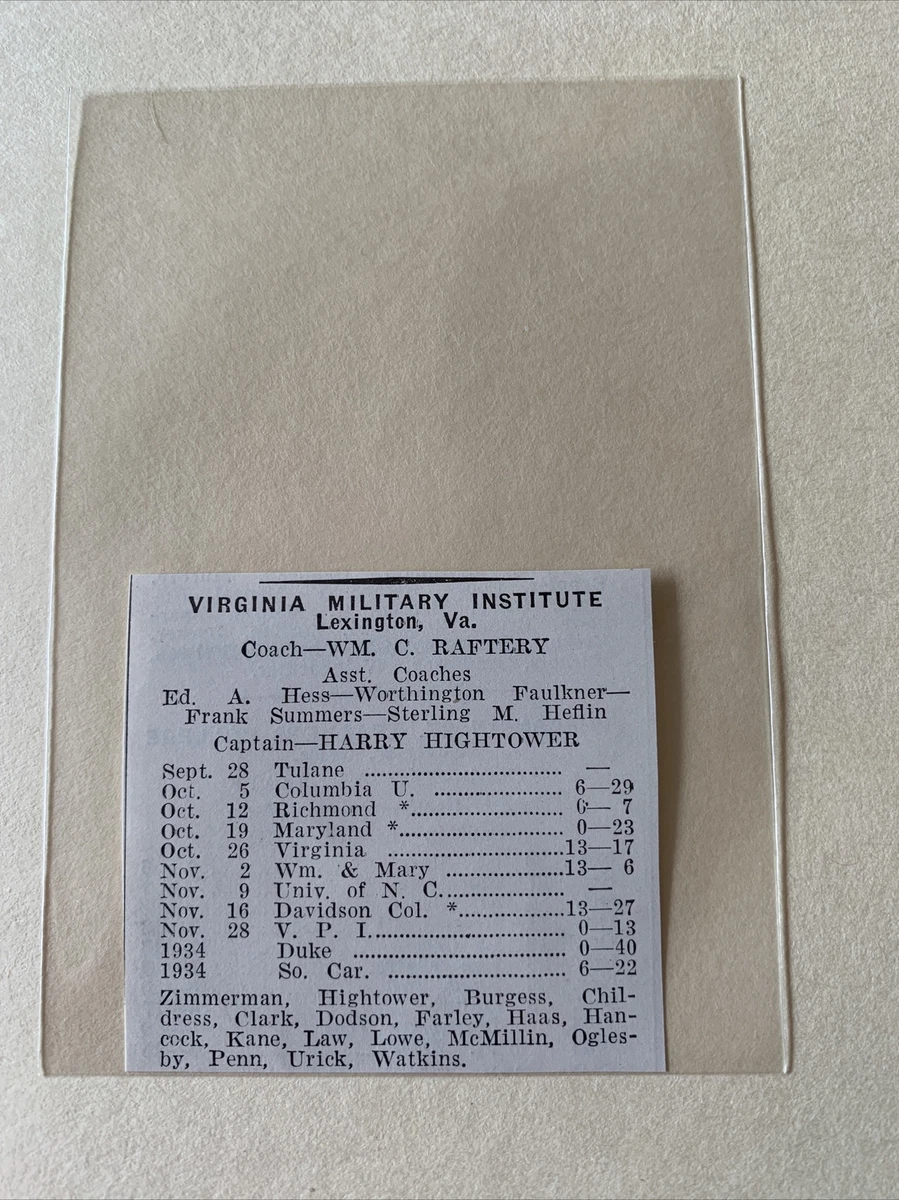 VIRGINIA MILITARY INSTITUTE
Lexington, Va.
Coach—WM. C. RAFTERY
Asst. Coaches
Ed. A. Hess—Worthington Faulkner—
Frank Summers—Sterling M. Heflin
Captain—HARRY HIGHTOWER
Sept. 28 Tulane .................................. —
Oct. 5 Columbia U. ...................... 6—29
Oct. 12 Richmond *.......................... 6— 7
Oct. 19 Maryland *.......................... 0—23
Oct. 26 Virginia ..............................13—17
Nov. 2 Wm. & Mary ....................13— 6
Nov. 9 Univ. of N. C..................... —
Nov. 16 Davidson Col. *..................13—27
Nov. 28 V. P. I................................. 0—13
1934 Duke .................................... 0—40
1934 So. Car. .............................. 6—22
Zimmerman, Hightower, Burgess, Chil-
dress, Clark, Dodson, Farley, Haas, Han-
cock, Kane, Law, Lowe, McMillin, Ogles-
by, Penn, Urick, Watkins.